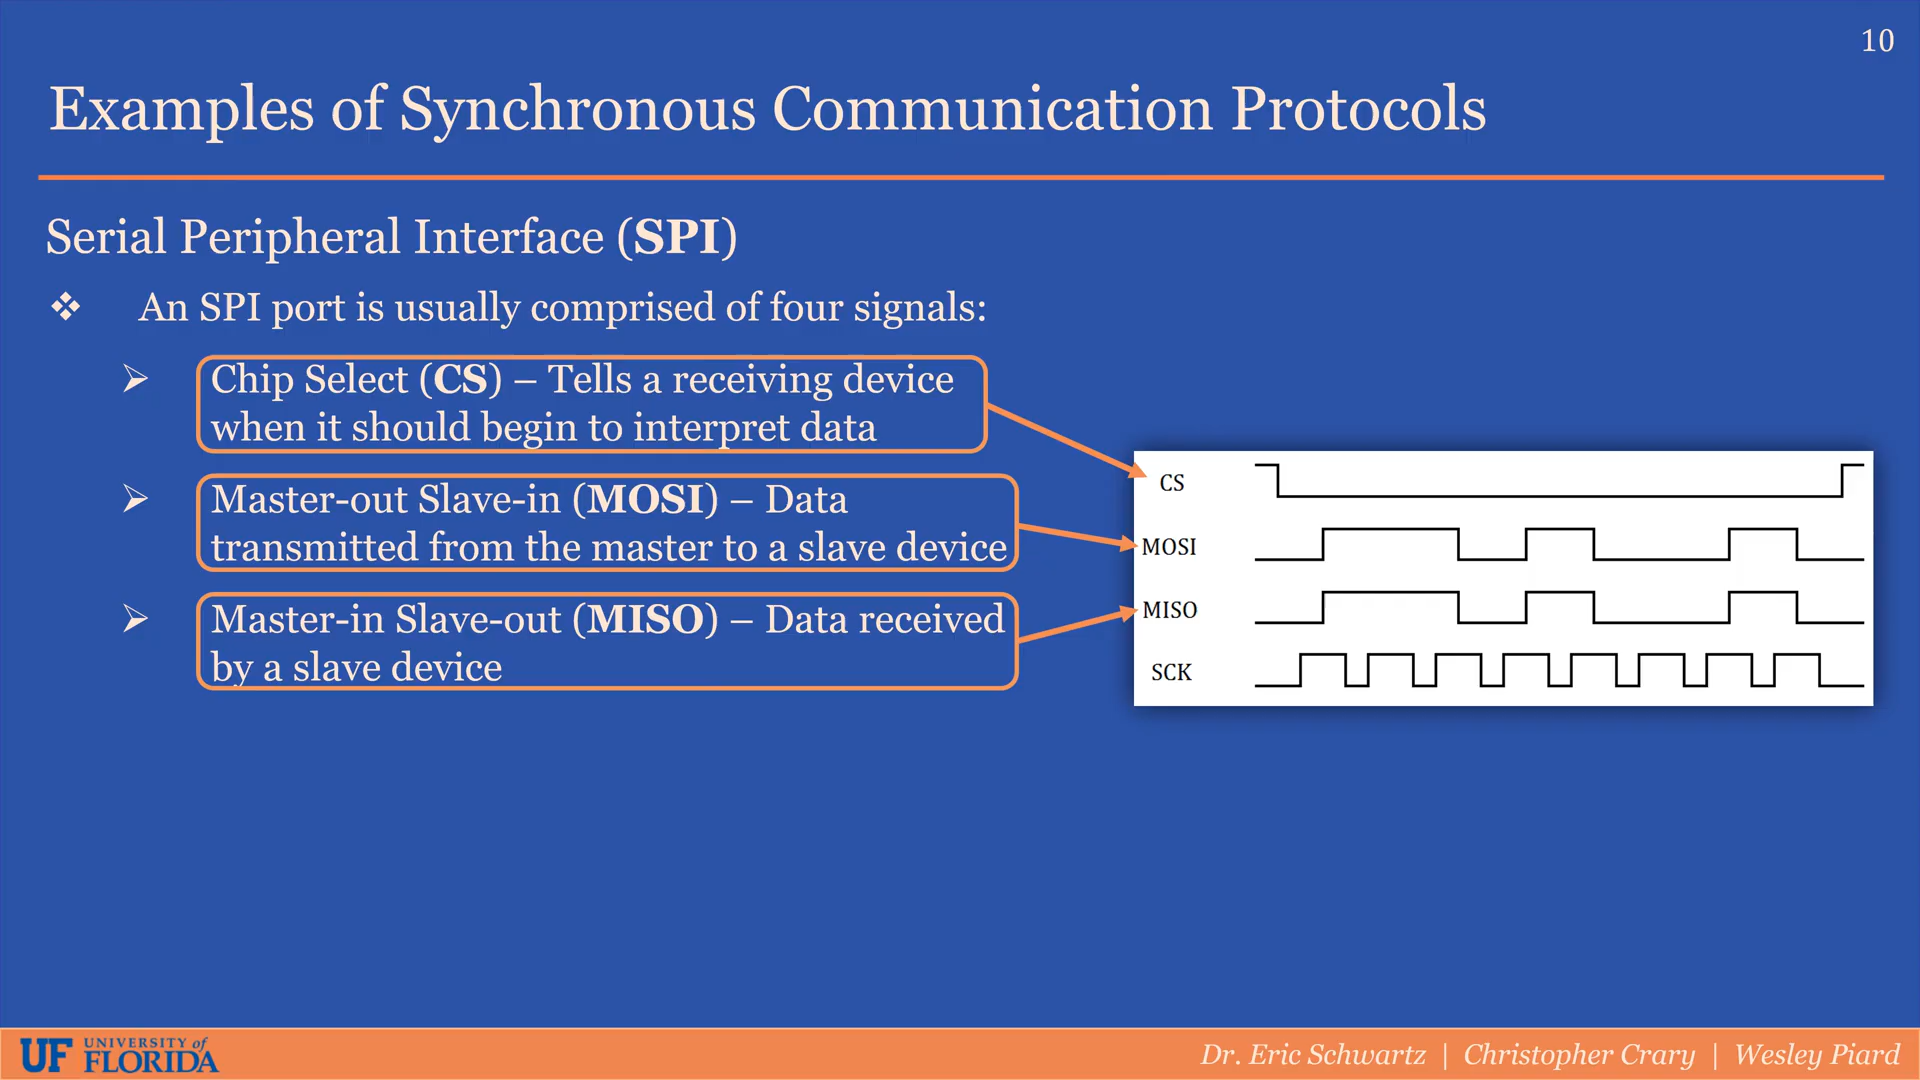 10
Examples of Synchronous Communication Protocols
Serial Peripheral Interface (SPI)
❖ An SPI port is usually comprised of four signals:
➢ Chip Select (CS) – Tells a receiving device
when it should begin to interpret data
➢ Master-out Slave-in (MOSI) – Data
transmitted from the master to a slave device
➢ Master-in Slave-out (MISO) – Data received
by a slave device
CS
MOSI
MISO
SCK
UF UNIVERSITY of
FLORIDA
Dr. Eric Schwartz | Christopher Crary | Wesley Piard